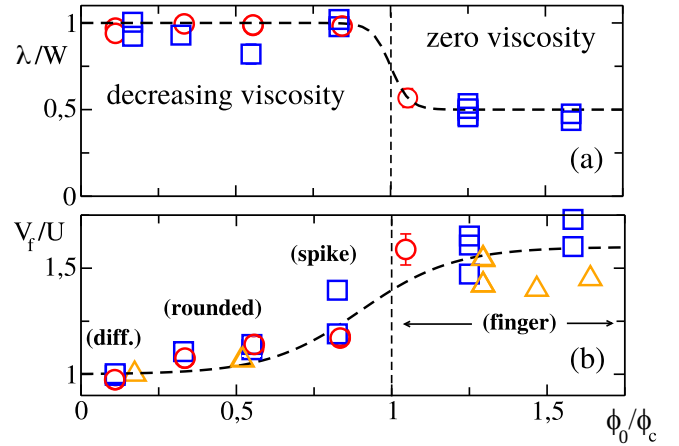 1
λ/W
zero viscosity
decreasing viscosity
0,5
(a)
0
V_f/U
(spike)
1,5
(rounded)
(diff.)
(finger)
(b)
1
0
0,5
1
1,5
ϕ_0/ϕ_c